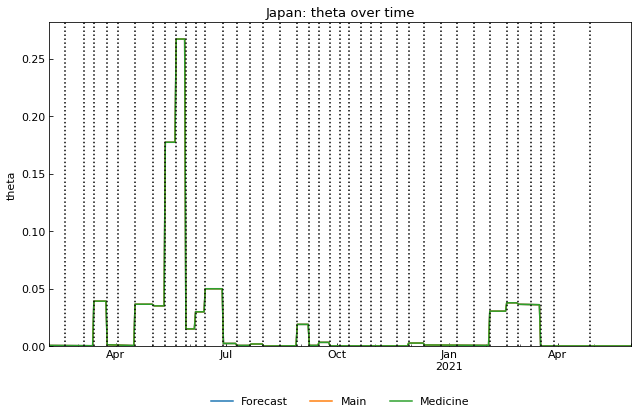 Japan: theta over time
theta
0.25
0.20
0.15
0.10
0.05
0.00
Apr Jul Oct Jan Apr
2021
Forecast Main Medicine